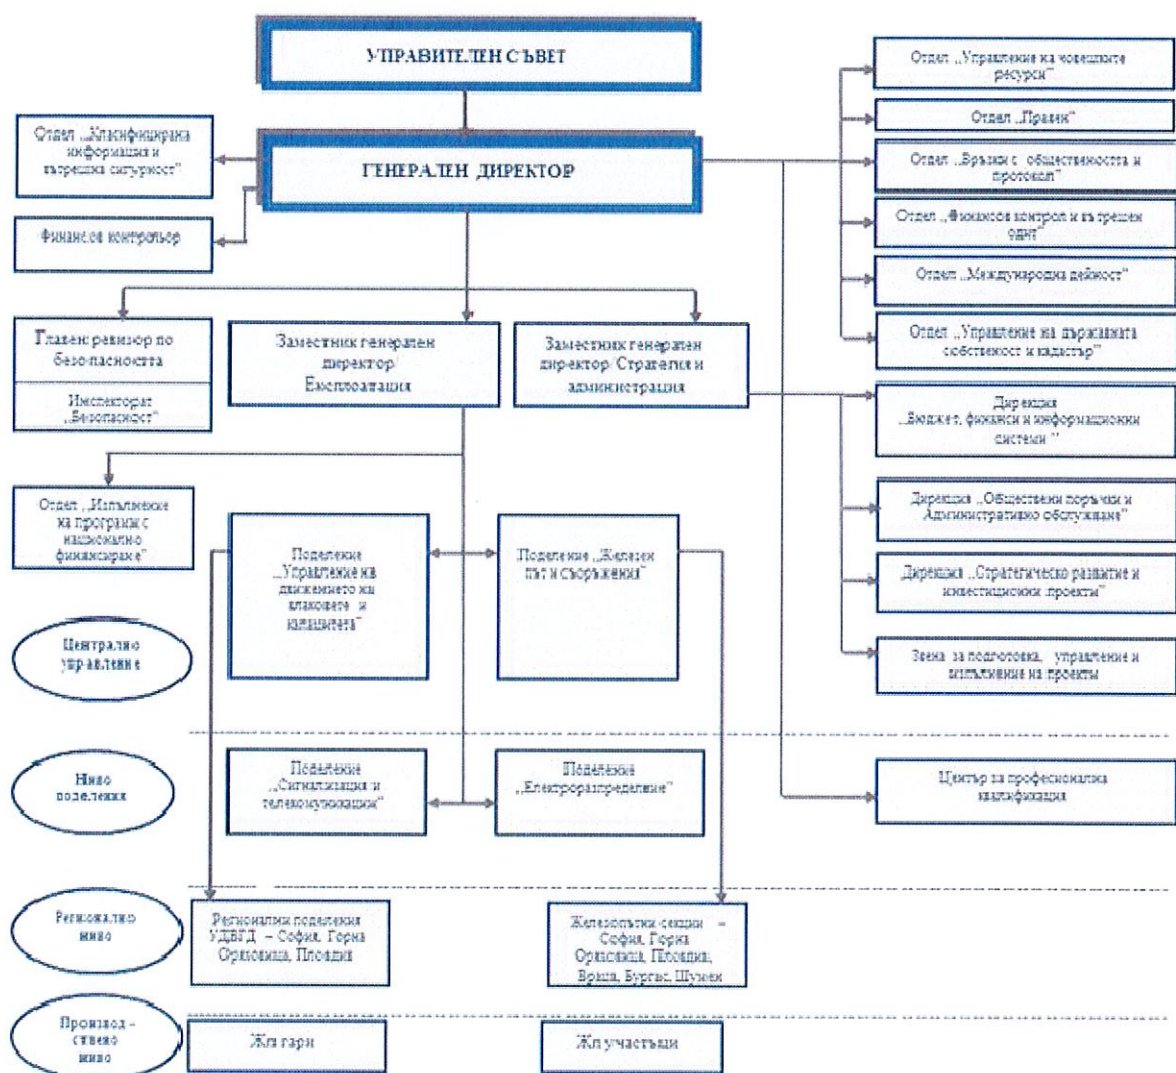 УПРАВИТЕЛЕН СЪВЕТ
Отдел „Управление на човешките
ресурси”
Отдел „Правен”
Отдел „Класифицирана
информация и
вътрешна сигурност”
ГЕНЕРАЛЕН ДИРЕКТОР
Отдел „Връзки с обществеността и
протокол”
Финансов контрольор
Отдел „Финансов контрол и вътрешен
одит”
Отдел „Международна дейност”
Главен ревизор по
безопасността
Инспекторат
„Безопасност”
Заместник генерален
директор/
Експлоатация
Заместник генерален
директор/Стратегия и
администрация
Отдел „Управление на държавната
собственост и кадастър”
Дирекция
„Бюджет, финанси и информационни
системи ”
Отдел „Изпълнение
на програми с
национално
финансиране”
Поделение
„Управление на
движението на
влаковете и
капацитета”
Поделение „Железен
път и съоръжения”
Дирекция „Обществени поръчки и
Административно обслужване”
Дирекция „Стратегическо развитие и
инвестиционни проекти”
Централно
управление
Звена за подготовка, управление и
изпълнение на проекти
Ниво
поделения
Поделение
„Сигнализация и
телекомуникации”
Поделение
„Електроразпределние”
Център за професионална
квалификация
Регионално
ниво
Регионални поделения
УДВГД – София, Горна
Оряховица, Пловдив
Железопътни секции –
София, Горна
Оряховица, Пловдив,
Враца, Бургас, Шумен
Производ -
ствено
ниво
Жп гари
Жп участъци